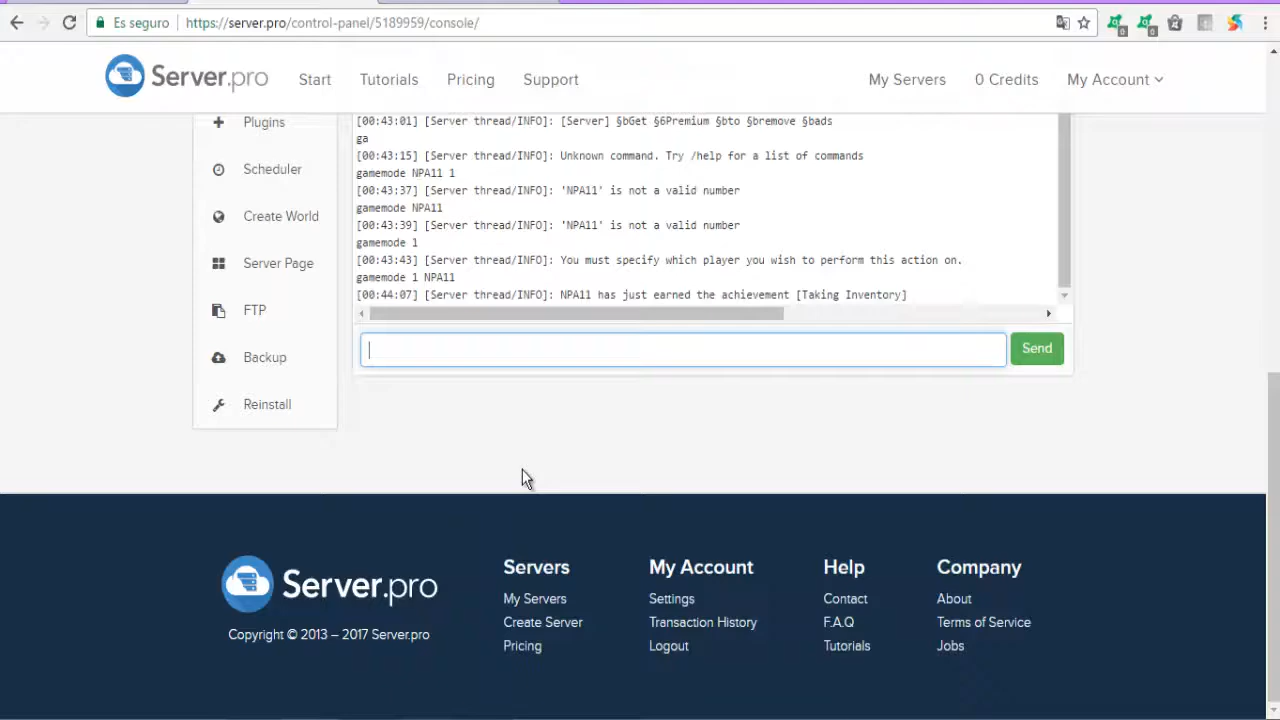 Es seguro https://server.pro/control-panel/5189959/console/
0 0
Server.pro Start Tutorials Pricing Support My Servers 0 Credits My Account
Plugins
Scheduler
Create World
Server Page
FTP
Backup
Reinstall
[00:43:01] [Server thread/INFO]: [Server] §bGet §6Premium §bto §bremove §bads
ga
[00:43:15] [Server thread/INFO]: Unknown command. Try /help for a list of commands
gamemode NPA11 1
[00:43:37] [Server thread/INFO]: 'NPA11' is not a valid number
gamemode NPA11
[00:43:39] [Server thread/INFO]: 'NPA11' is not a valid number
gamemode 1
[00:43:43] [Server thread/INFO]: You must specify which player you wish to perform this action on.
gamemode 1 NPA11
[00:44:07] [Server thread/INFO]: NPA11 has just earned the achievement [Taking Inventory]
Send
Server.pro
Copyright © 2013 – 2017 Server.pro
Servers
My Servers
Create Server
Pricing
My Account
Settings
Transaction History
Logout
Help
Contact
F.A.Q
Tutorials
Company
About
Terms of Service
Jobs